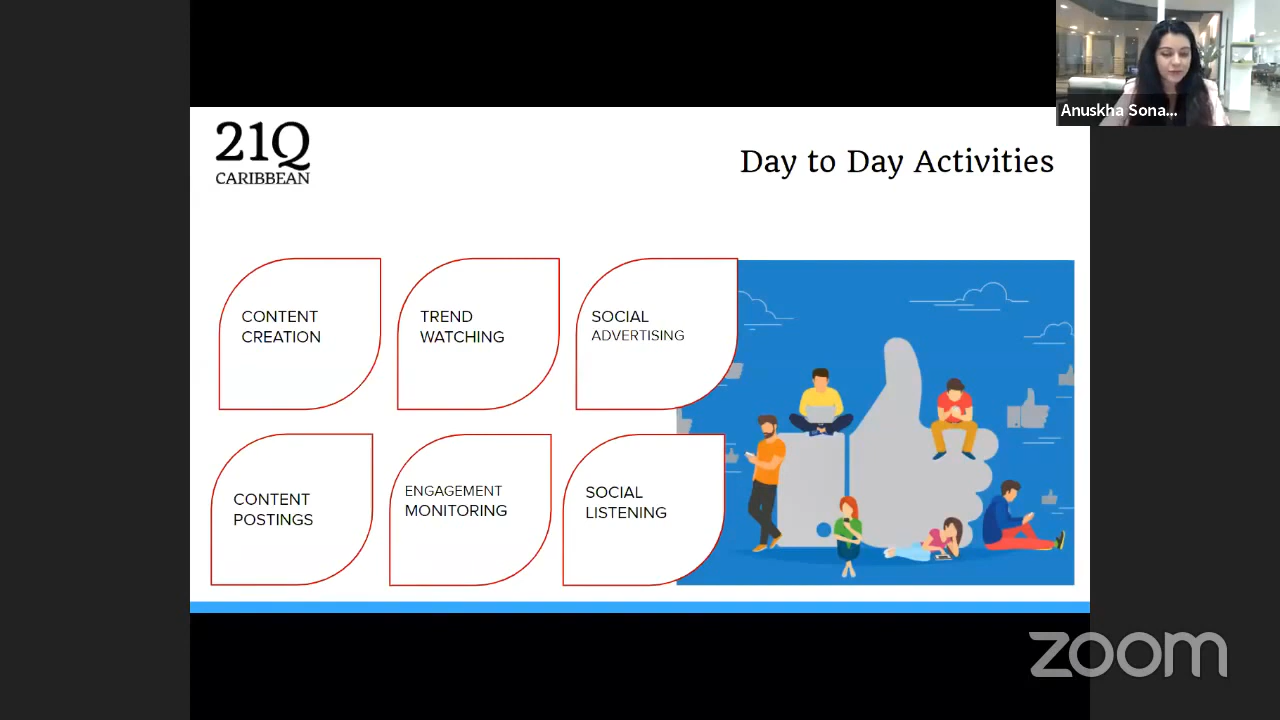 Anuskha Sona...
21Q
CARIBBEAN
Day to Day Activities
CONTENT
CREATION
TREND
WATCHING
SOCIAL
ADVERTISING
CONTENT
POSTINGS
ENGAGEMENT
MONITORING
SOCIAL
LISTENING
zoom